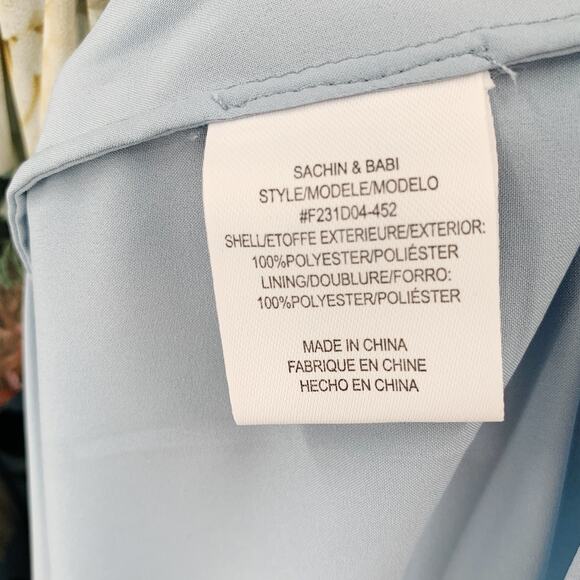 SACHIN & BABI
STYLE/MODELE/MODELO
#F231D04-452
SHELL/ETOFFE EXTERIEURE/EXTERIOR:
100%POLYESTER/POLIÉSTER
LINING/DOUBLURE/FORRO:
100%POLYESTER/POLIÉSTER
MADE IN CHINA
FABRIQUE EN CHINE
HECHO EN CHINA